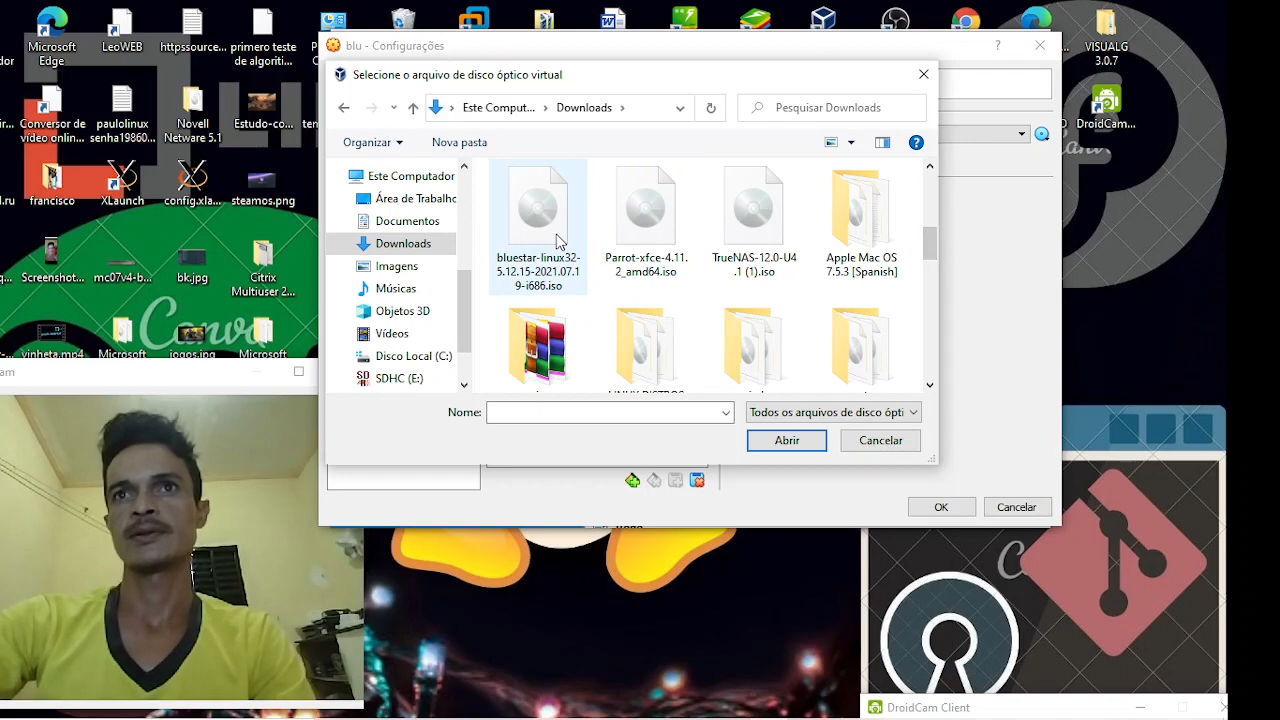 Microsoft
Edge
LeoWEB
httpssource...
primero teste
de algoriti...
VISUALG
3.0.7
Conversor de
vídeo onlin...
paulolinux
senha19860...
Novell
Netware 5.1
Estudo-co...
DroidCam...
francisco
XLaunch
config.xla...
steamos.png
Screenshot...
mc07v4-b...
bk.jpg
Citrix
Multiuser 2...
vinheta.mp4
Microsoft
jogos.jpg
Microsoft
blu - Configurações
Selecione o arquivo de disco óptico virtual
Este Comput...
Downloads
Pesquisar Downloads
Organizar
Nova pasta
Este Computador
Área de Trabalho
Documentos
Downloads
Imagens
Músicas
Objetos 3D
Vídeos
Disco Local (C:)
SDHC (E:)
bluestar-linux32-
5.12.15-2021.07.1
9-i686.iso
Parrot-xfce-4.11.
2_amd64.iso
TrueNAS-12.0-U4
.1 (1).iso
Apple Mac OS
7.5.3 [Spanish]
Nome:
Todos os arquivos de disco ópti
Abrir
Cancelar
OK
Cancelar
Canva
Canva
DroidCam Client